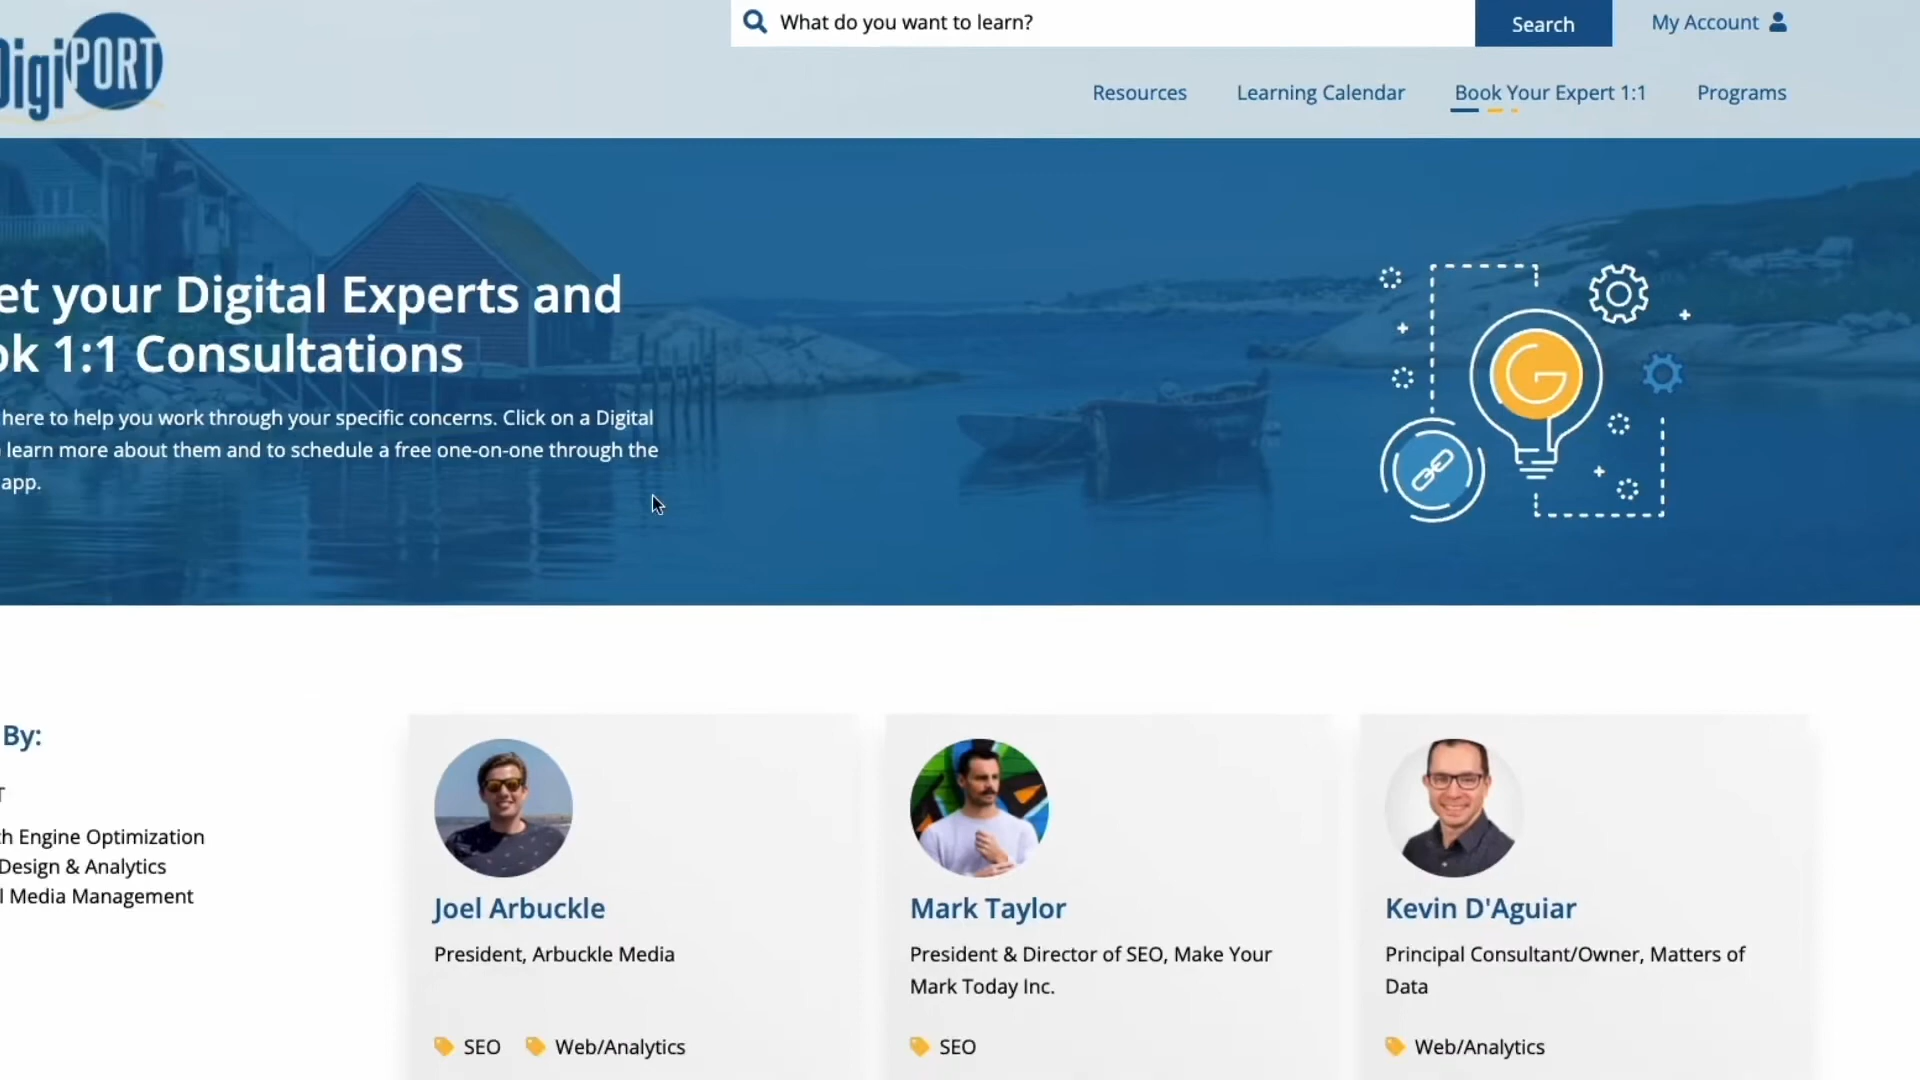 DigiPORT
What do you want to learn?
Search
My Account
Resources
Learning Calendar
Book Your Expert 1:1
Programs
et your Digital Experts and
ok 1:1 Consultations
here to help you work through your specific concerns. Click on a Digital
learn more about them and to schedule a free one-on-one through the
app.
By:
T
h Engine Optimization
Design & Analytics
l Media Management
Joel Arbuckle
President, Arbuckle Media
SEO
Web/Analytics
Mark Taylor
President & Director of SEO, Make Your
Mark Today Inc.
SEO
Kevin D'Aguiar
Principal Consultant/Owner, Matters of
Data
Web/Analytics